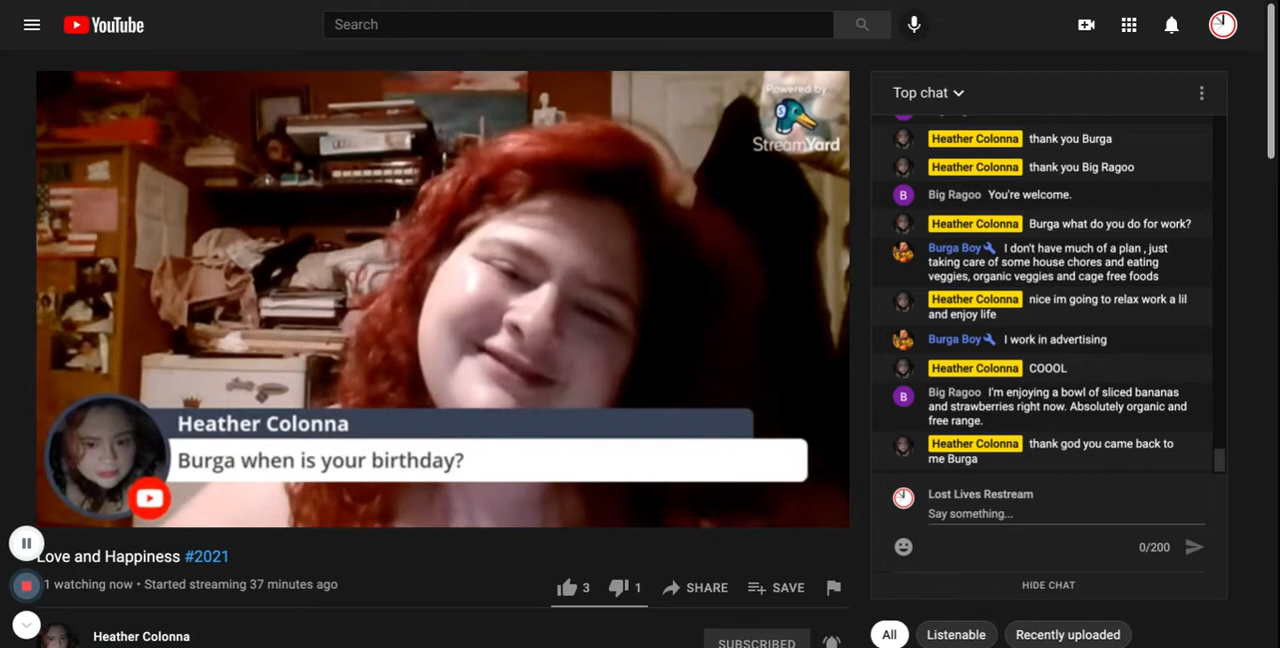 YouTube
Search
Powered by
StreamYard
Heather Colonna
Burga when is your birthday?
Love and Happiness #2021
1 watching now • Started streaming 37 minutes ago
3
1
SHARE
SAVE
Heather Colonna
SUBSCRIBED
Top chat
Heather Colonna thank you Burga
Heather Colonna thank you Big Ragoo
B Big Ragoo You're welcome.
Heather Colonna Burga what do you do for work?
Burga Boy I don't have much of a plan , just
taking care of some house chores and eating
veggies, organic veggies and cage free foods
Heather Colonna nice im going to relax work a lil
and enjoy life
Burga Boy I work in advertising
Heather Colonna COOOL
B Big Ragoo I'm enjoying a bowl of sliced bananas
and strawberries right now. Absolutely organic and
free range.
Heather Colonna thank god you came back to
me Burga
Lost Lives Restream
Say something...
0/200
HIDE CHAT
All
Listenable
Recently uploaded